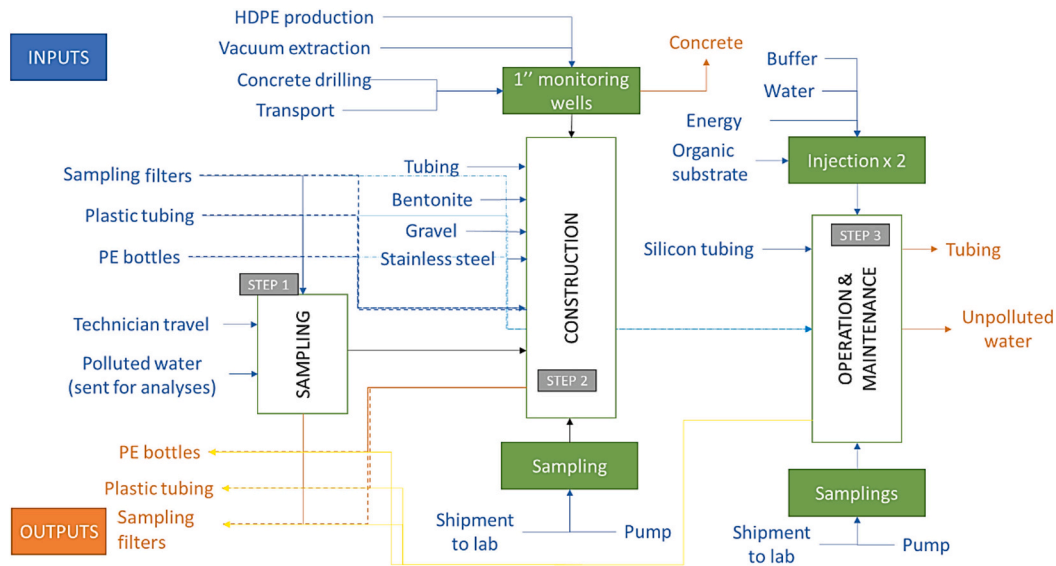 INPUTS
HDPE production
Vacuum extraction
Concrete drilling
Transport
1’’ monitoring
wells
Concrete
Buffer
Water
Energy
Organic
substrate
Injection x 2
Sampling filters
Plastic tubing
PE bottles
Tubing
Bentonite
Gravel
Stainless steel
CONSTRUCTION
STEP 2
STEP 1
SAMPLING
Technician travel
Polluted water
(sent for analyses)
Silicon tubing
STEP 3
OPERATION &
MAINTENANCE
Tubing
Unpolluted
water
PE bottles
Plastic tubing
Sampling
filters
OUTPUTS
Sampling
Shipment
to lab
Pump
Samplings
Shipment
to lab
Pump